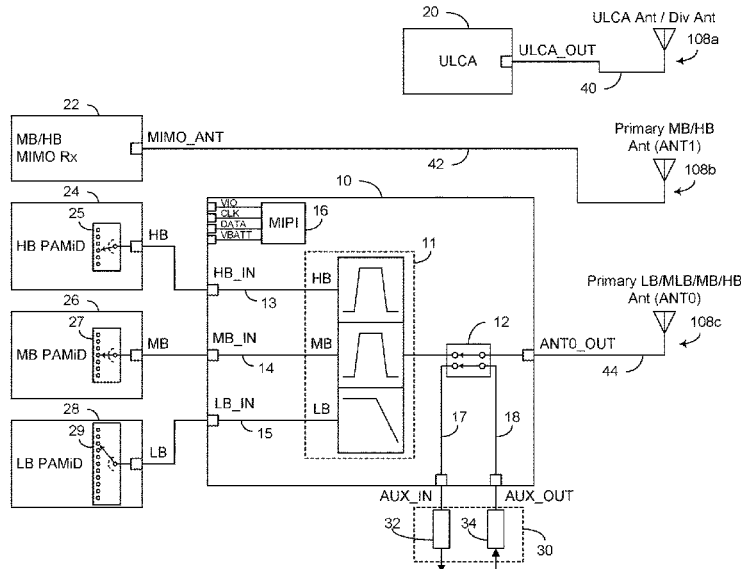 20
ULCA
ULCA_OUT
ULCA Ant / Div Ant
108a
40
22
MB/HB
MIMO Rx
MIMO_ANT
42
Primary MB/HB
Ant (ANT1)
108b
24
25
HB PAMiD
HB
10
VIO
CLK
DATA
VBATT
MIPI
16
11
HB_IN
13
HB
26
27
MB PAMiD
MB
MB_IN
14
MB
12
ANT0_OUT
Primary LB/MLB/MB/HB
Ant (ANT0)
108c
44
28
29
LB PAMiD
LB
LB_IN
15
LB
17
18
AUX_IN
AUX_OUT
32
34
30